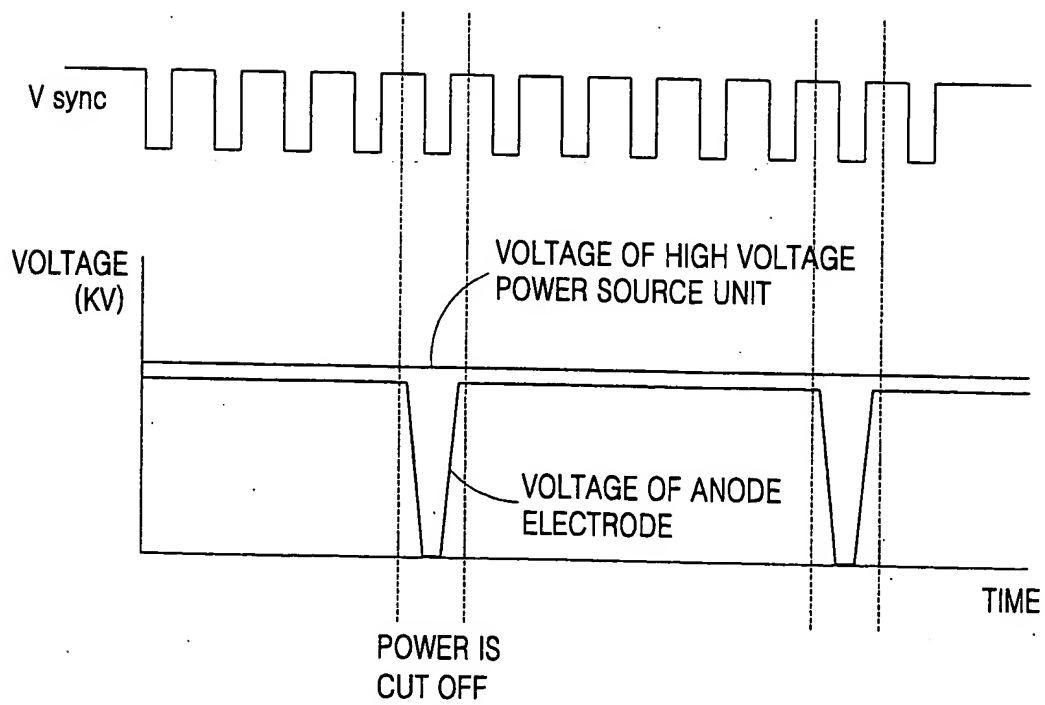 V sync
VOLTAGE
(KV)
VOLTAGE OF HIGH VOLTAGE
POWER SOURCE UNIT
VOLTAGE OF ANODE
ELECTRODE
TIME
POWER IS
CUT OFF